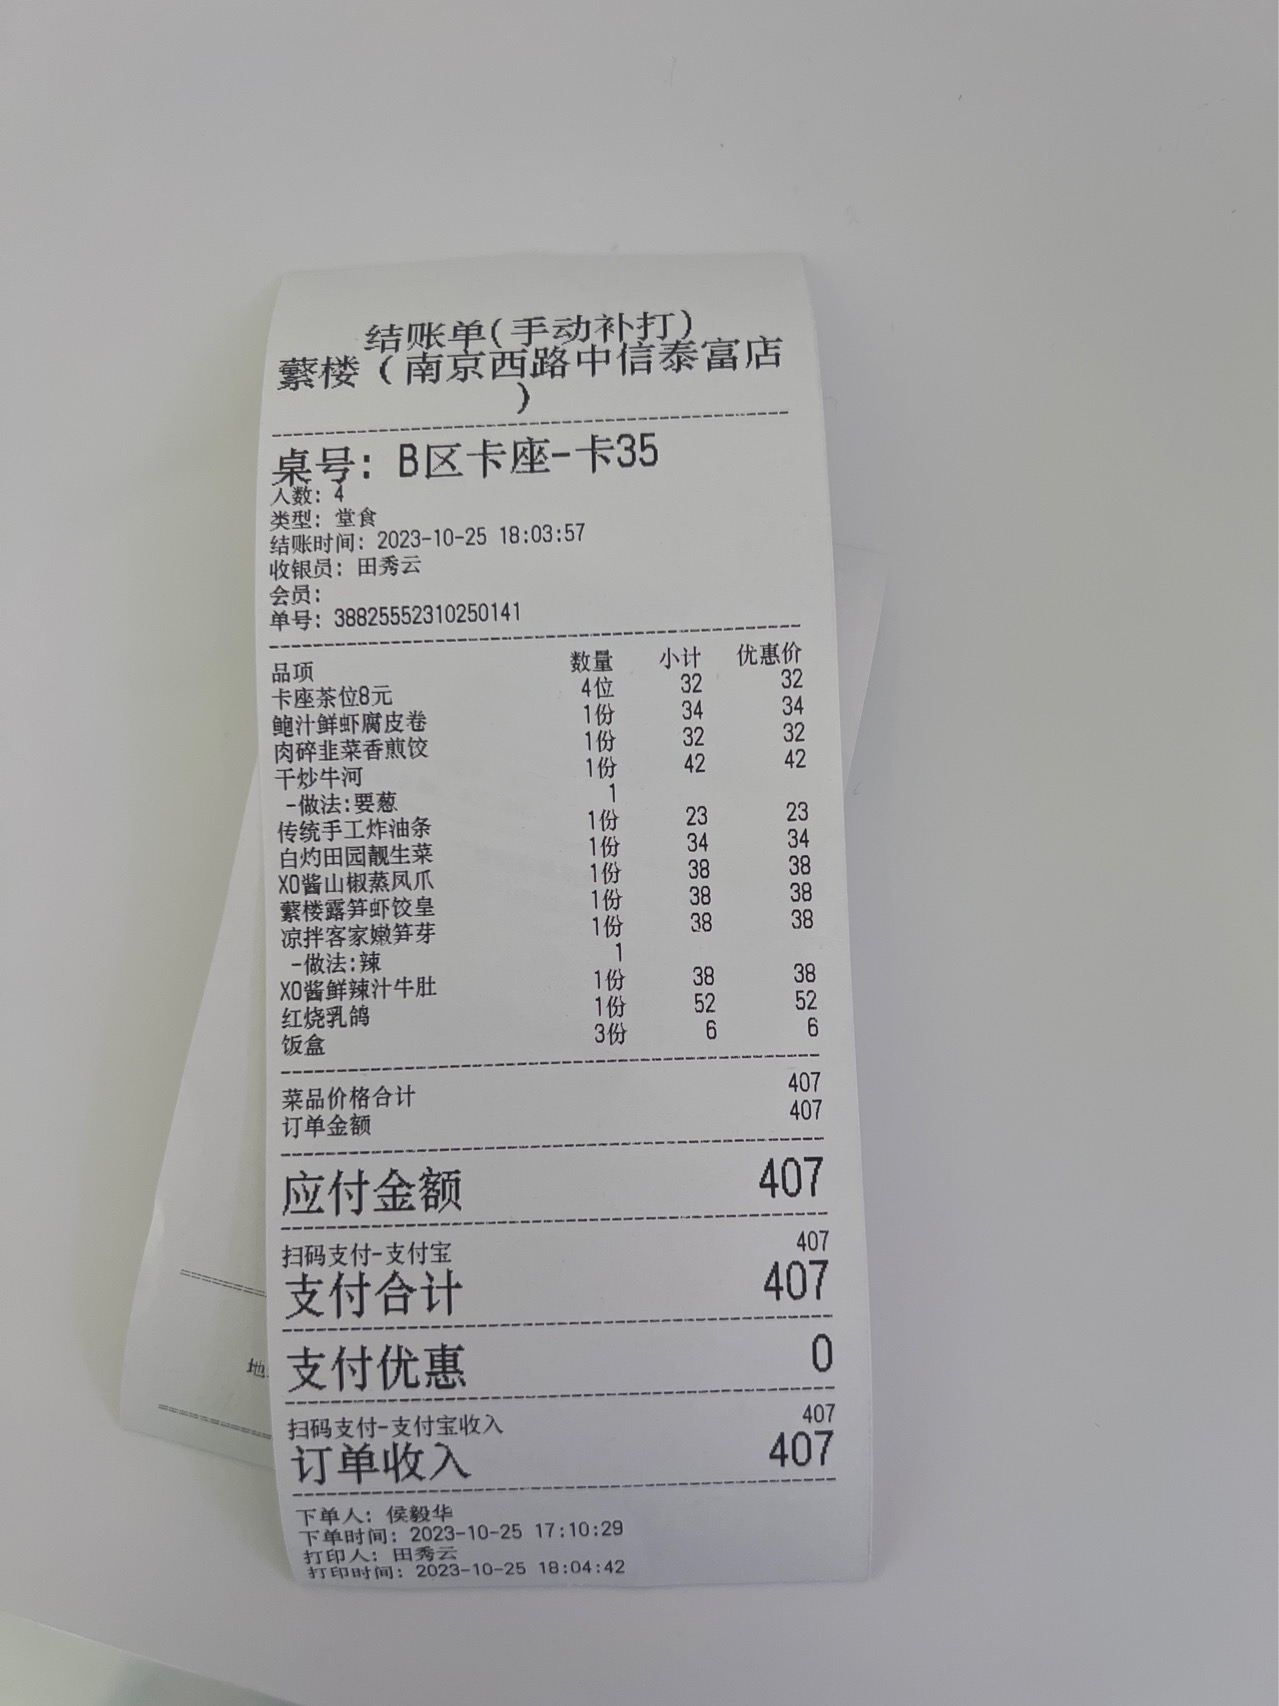 结账单(手动补打)
蘩楼（南京西路中信泰富店
）
桌号: B区卡座-卡35
人数: 4
类型: 堂食
结账时间: 2023-10-25 18:03:57
收银员: 田秀云
会员:
单号: 38825552310250141
品项 数量 小计 优惠价
卡座茶位8元 4位 32 32
鲍汁鲜虾腐皮卷 1份 34 34
肉碎韭菜香煎饺 1份 32 32
干炒牛河 1份 42 42
-做法:要葱 1
传统手工炸油条 1份 23 23
白灼田园靓生菜 1份 34 34
XO酱山椒蒸凤爪 1份 38 38
蘩楼露笋虾饺皇 1份 38 38
凉拌客家嫩笋芽 1份 38 38
-做法:辣 1
XO酱鲜辣汁牛肚 1份 38 38
红烧乳鸽 1份 52 52
饭盒 3份 6 6
菜品价格合计 407
订单金额 407
应付金额 407
扫码支付-支付宝 407
支付合计 407
支付优惠 0
扫码支付-支付宝收入 407
订单收入 407
下单人: 侯毅华
下单时间: 2023-10-25 17:10:29
打印人: 田秀云
打印时间: 2023-10-25 18:04:42
地